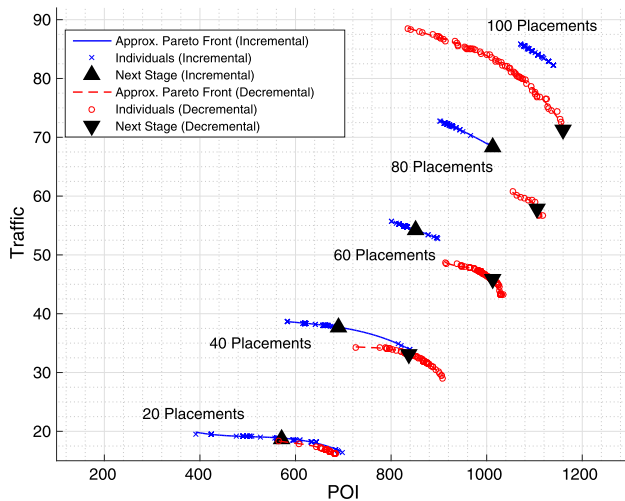 100 Placements
Approx. Pareto Front (Incremental)
Individuals (Incremental)
Next Stage (Incremental)
Approx. Pareto Front (Decremental)
Individuals (Decremental)
Next Stage (Decremental)
80 Placements
60 Placements
40 Placements
20 Placements
90
80
70
60
50
40
30
20
Traffic
200
400
600
800
1000
1200
POI